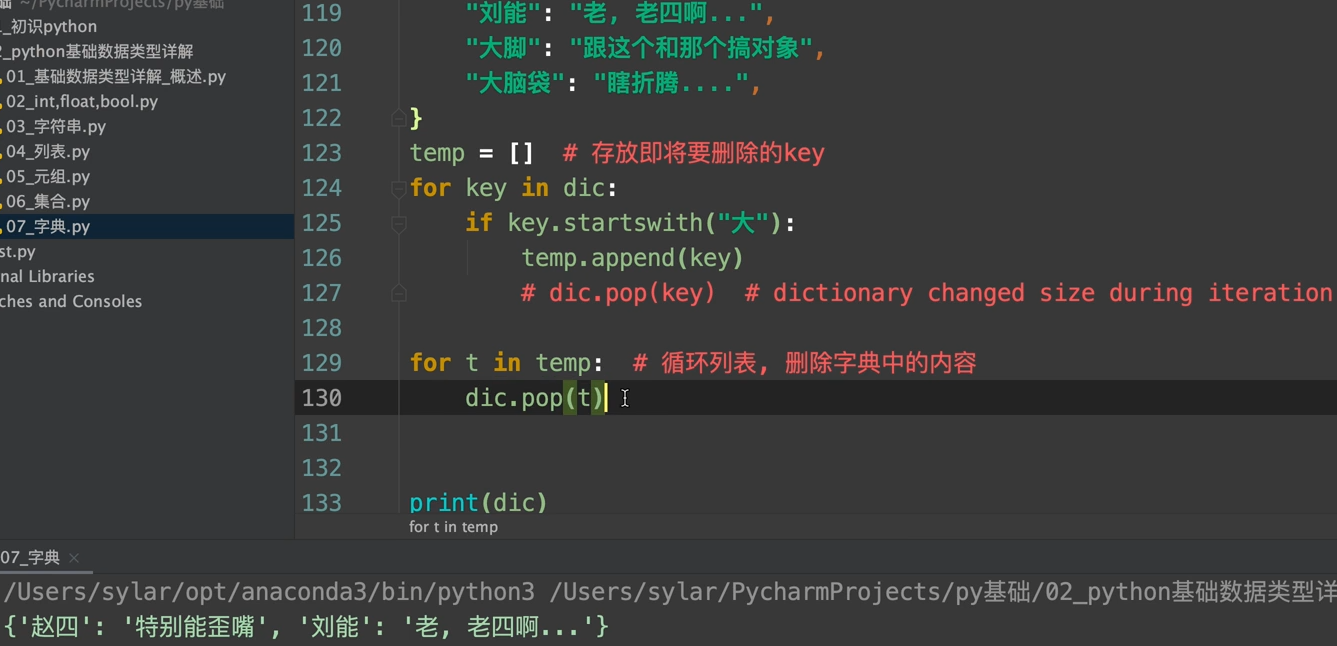 础 ~/PycharmProjects/py基础
_初识python
_python基础数据类型详解
01_基础数据类型详解_概述.py
02_int,float,bool.py
03_字符串.py
04_列表.py
05_元组.py
06_集合.py
07_字典.py
st.py
nal Libraries
ches and Consoles
119 "刘能": "老, 老四啊...",
120 "大脚": "跟这个和那个搞对象",
121 "大脑袋": "瞎折腾....",
122 }
123 temp = [] # 存放即将要删除的key
124 for key in dic:
125 if key.startswith("大"):
126 temp.append(key)
127 # dic.pop(key) # dictionary changed size during iteration
128
129 for t in temp: # 循环列表, 删除字典中的内容
130 dic.pop(t)
131
132
133 print(dic)
for t in temp
07_字典 ×
/Users/sylar/opt/anaconda3/bin/python3 /Users/sylar/PycharmProjects/py基础/02_python基础数据类型详
{'赵四': '特别能歪嘴', '刘能': '老, 老四啊...'}